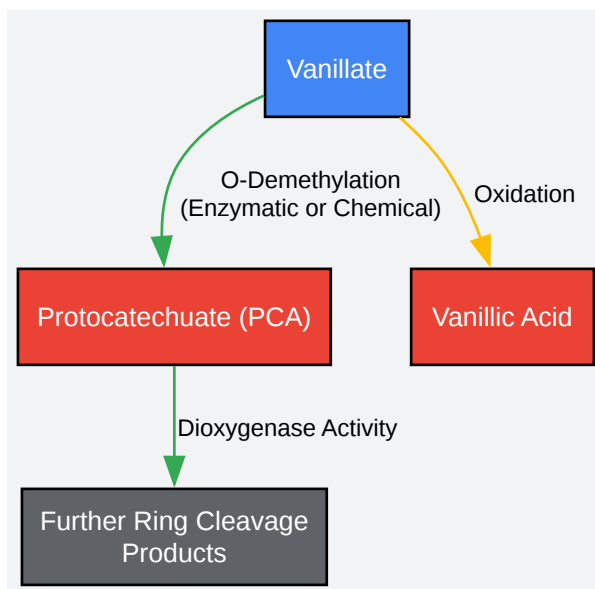 Vanillate
O-Demethylation
(Enzymatic or Chemical)
Oxidation
Protocatechuate (PCA)
Vanillic Acid
Dioxygenase Activity
Further Ring Cleavage
Products